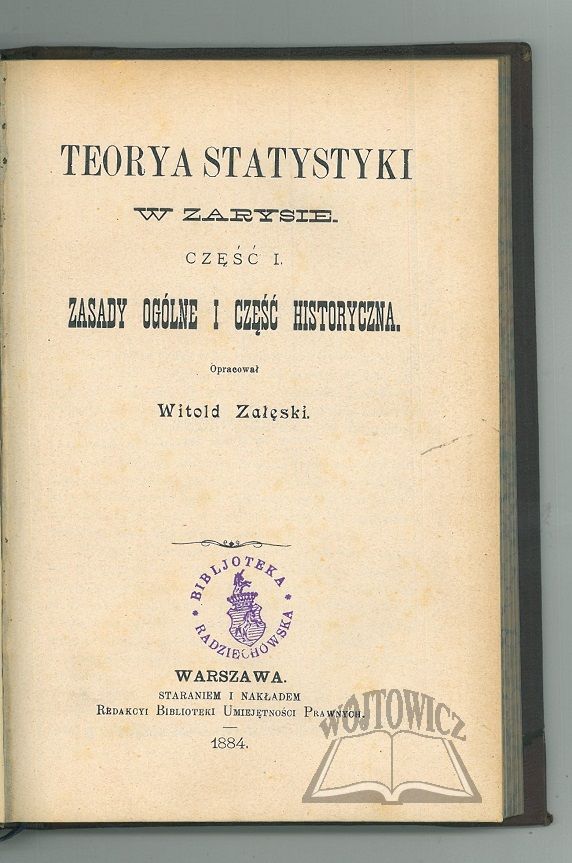 TEORYA STATYSTYKI
W ZARYSIE.
CZĘŚĆ I.
ZASADY OGÓLNE I CZĘŚĆ HISTORYCZNA.
Opracował
Witold Załęski.
* BIBLJOTEKA *
RADZIECHOWSKA
WARSZAWA.
STARANIEM I NAKŁADEM
REDAKCYI BIBLIOTEKI UMIEJĘTNOŚCI PRAWNYCH.
1884.
WÓJTOWICZ